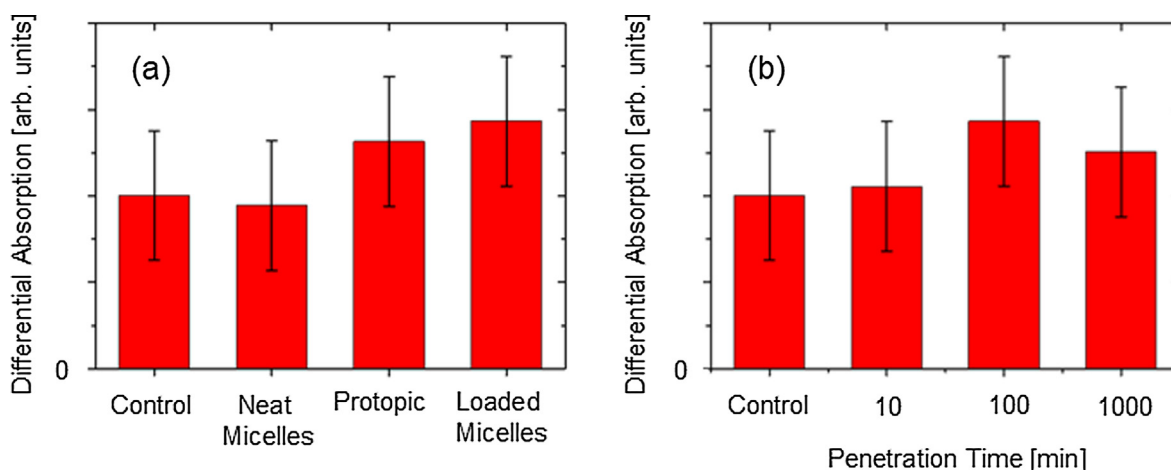 Differential Absorption [arb. units]
(a)
0
Control
Neat
Micelles
Protopic
Loaded
Micelles
Differential Absorption [arb. units]
(b)
0
Control
10
100
1000
Penetration Time [min]